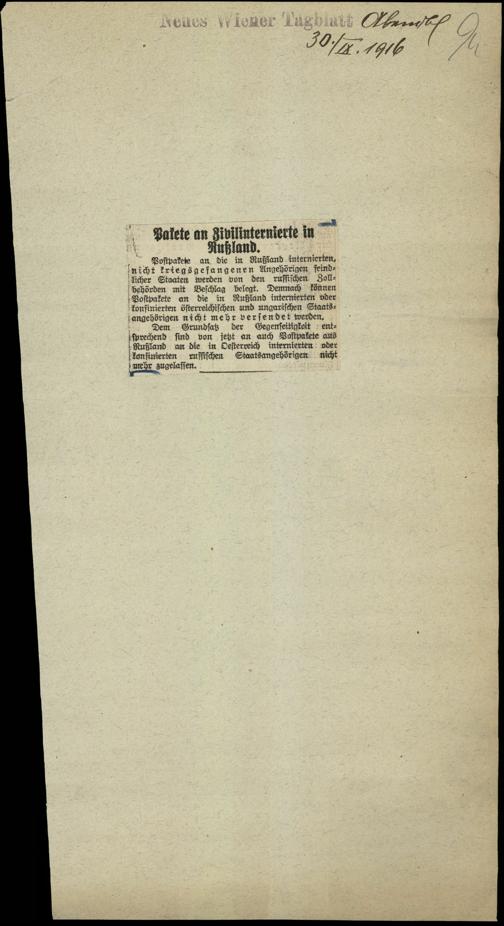 Neues Wiener Tagblatt Abendbl
30./IX. 1916
Pakete an Zivilinternierte in
Rußland.
Postpakete an die in Rußland internierten,
nicht kriegsgefangenen Angehörigen feind-
licher Staaten werden von den russischen Zoll-
behörden mit Beschlag belegt. Demnach können
Postpakete an die in Rußland internierten oder
konfinierten österreichischen und ungarischen Staats-
angehörigen nicht mehr versendet werden.
Dem Grundsatz der Gegenseitigkeit ent-
sprechend sind von jetzt an auch Postpakete aus
Rußland an die in Oesterreich internierten oder
konfinierten russischen Staatsangehörigen nicht
mehr zugelassen.